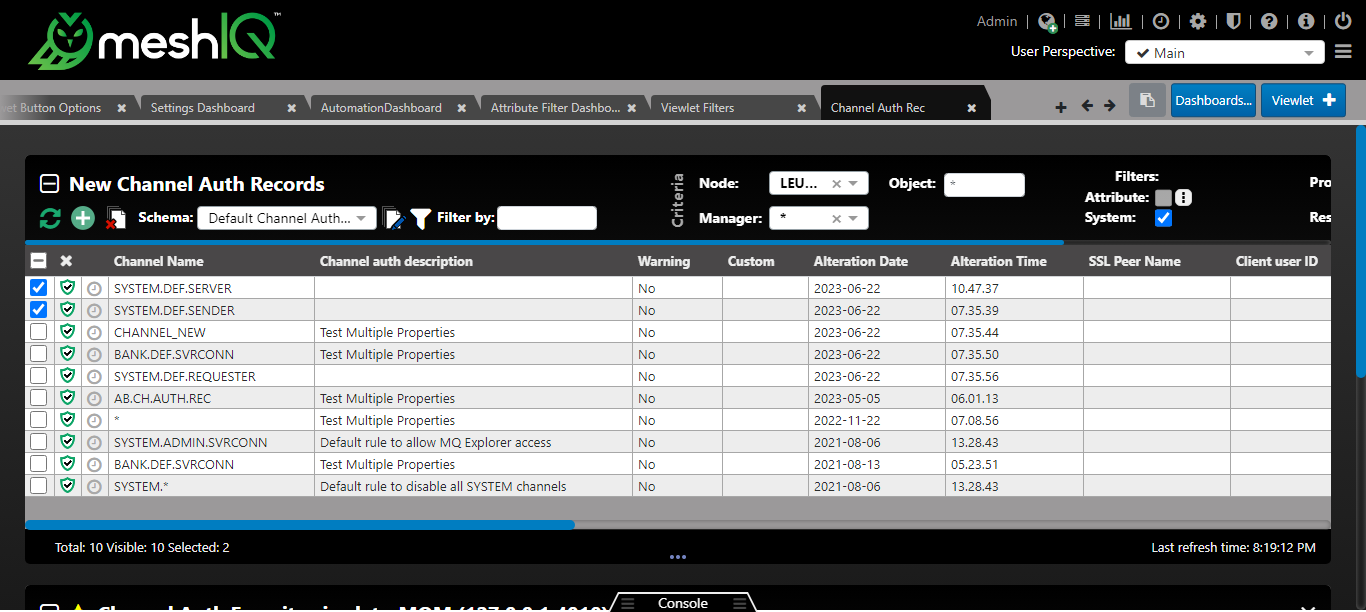 meshIQ™
Admin
User Perspective: Main
et Button Options
Settings Dashboard
AutomationDashboard
Attribute Filter Dashbo...
Viewlet Filters
Channel Auth Rec
Dashboards...
Viewlet
New Channel Auth Records
Schema: Default Channel Auth...
Filter by:
Criteria
Node: LEU...
Manager: *
Object: *
Filters:
Attribute:
System:
Pro
Res
Channel Name Channel auth description Warning Custom Alteration Date Alteration Time SSL Peer Name Client user ID
SYSTEM.DEF.SERVER No 2023-06-22 10.47.37
SYSTEM.DEF.SENDER No 2023-06-22 07.35.39
CHANNEL_NEW Test Multiple Properties No 2023-06-22 07.35.44
BANK.DEF.SVRCONN Test Multiple Properties No 2023-06-22 07.35.50
SYSTEM.DEF.REQUESTER No 2023-06-22 07.35.56
AB.CH.AUTH.REC Test Multiple Properties No 2023-05-05 06.01.13
* Test Multiple Properties No 2022-11-22 07.08.56
SYSTEM.ADMIN.SVRCONN Default rule to allow MQ Explorer access No 2021-08-06 13.28.43
BANK.DEF.SVRCONN Test Multiple Properties No 2021-08-13 05.23.51
SYSTEM.* Default rule to disable all SYSTEM channels No 2021-08-06 13.28.43
Total: 10 Visible: 10 Selected: 2
Last refresh time: 8:19:12 PM
Console